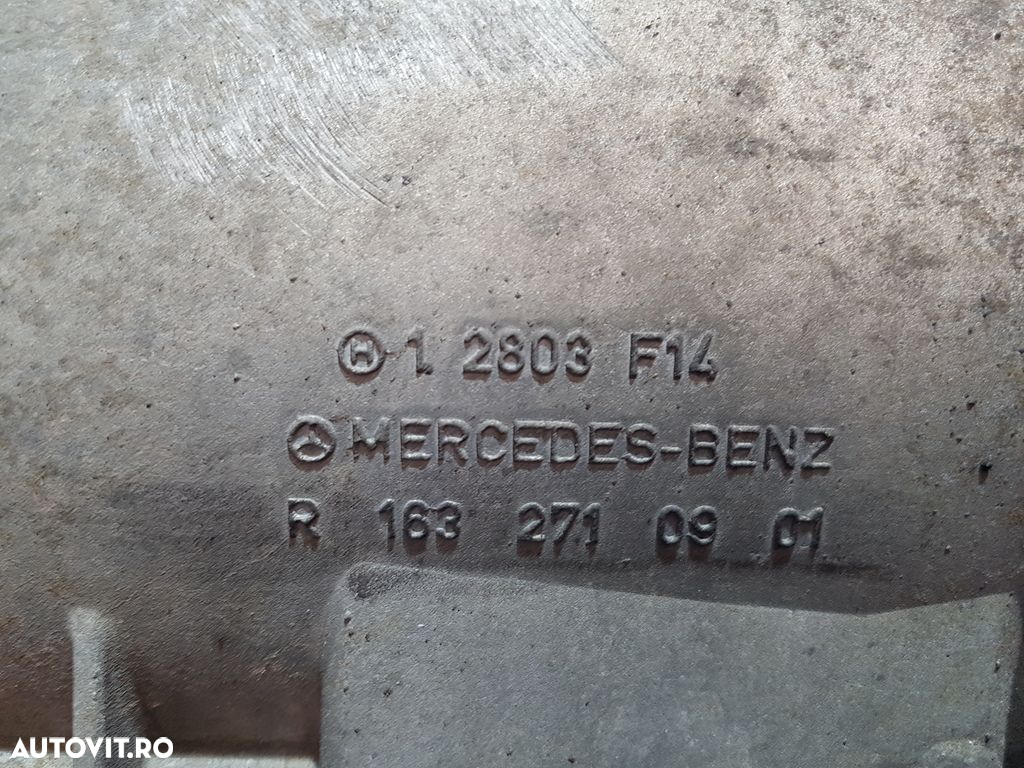 H 1. 2803 F14
MERCEDES-BENZ
R 163 271 09 01
AUTOVIT.RO